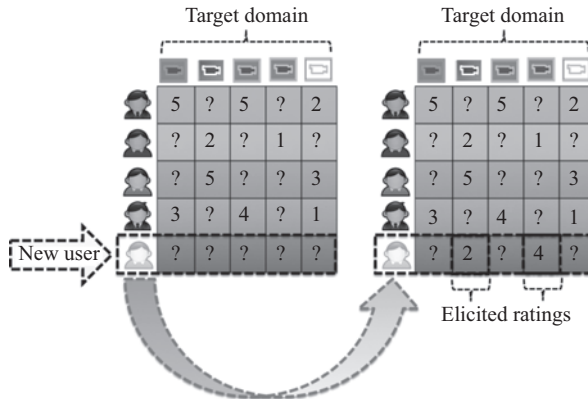 Target domain Target domain
5 ? 5 ? 2 5 ? 5 ? 2
? 2 ? 1 ? ? 2 ? 1 ?
? 5 ? ? 3 ? 5 ? ? 3
3 ? 4 ? 1 3 ? 4 ? 1
New user ? ? ? ? ? ? 2 ? 4 ?
Elicited ratings